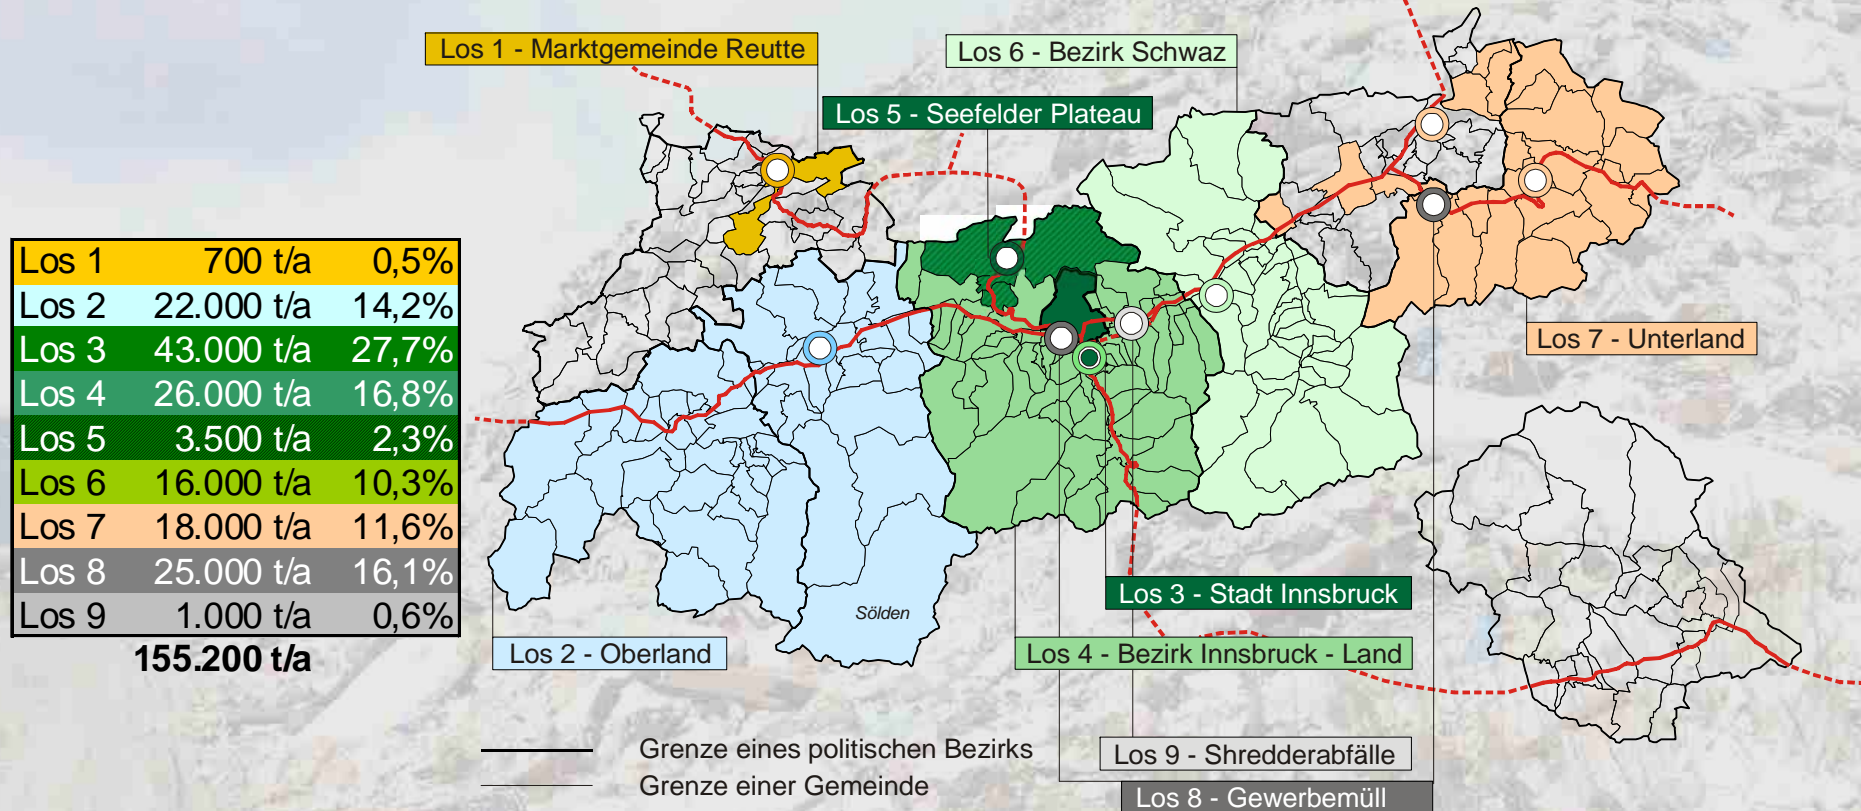 Los 1 - Marktgemeinde Reutte
Los 6 - Bezirk Schwaz
Los 5 - Seefelder Plateau
Los 1 700 t/a 0,5%
Los 2 22.000 t/a 14,2%
Los 3 43.000 t/a 27,7%
Los 4 26.000 t/a 16,8%
Los 5 3.500 t/a 2,3%
Los 6 16.000 t/a 10,3%
Los 7 18.000 t/a 11,6%
Los 8 25.000 t/a 16,1%
Los 9 1.000 t/a 0,6%
155.200 t/a
Los 7 - Unterland
Sölden
Los 3 - Stadt Innsbruck
Los 2 - Oberland
Los 4 - Bezirk Innsbruck - Land
Grenze eines politischen Bezirks
Grenze einer Gemeinde
Los 9 - Shredderabfälle
Los 8 - Gewerbemüll